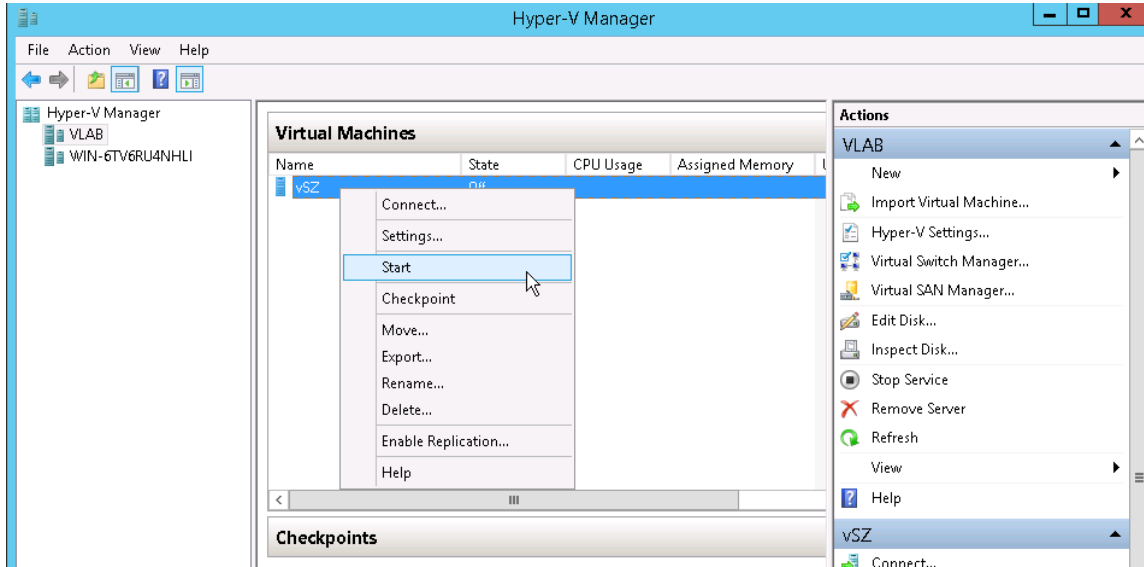 Hyper-V Manager
File Action View Help
Hyper-V Manager
VLAB
WIN-6TV6RU4NHLI
Virtual Machines
Name State CPU Usage Assigned Memory
vSZ Off
Connect...
Settings...
Start
Checkpoint
Move...
Export...
Rename...
Delete...
Enable Replication...
Help
Checkpoints
Actions
VLAB
New
Import Virtual Machine...
Hyper-V Settings...
Virtual Switch Manager...
Virtual SAN Manager...
Edit Disk...
Inspect Disk...
Stop Service
Remove Server
Refresh
View
Help
vSZ
Connect...